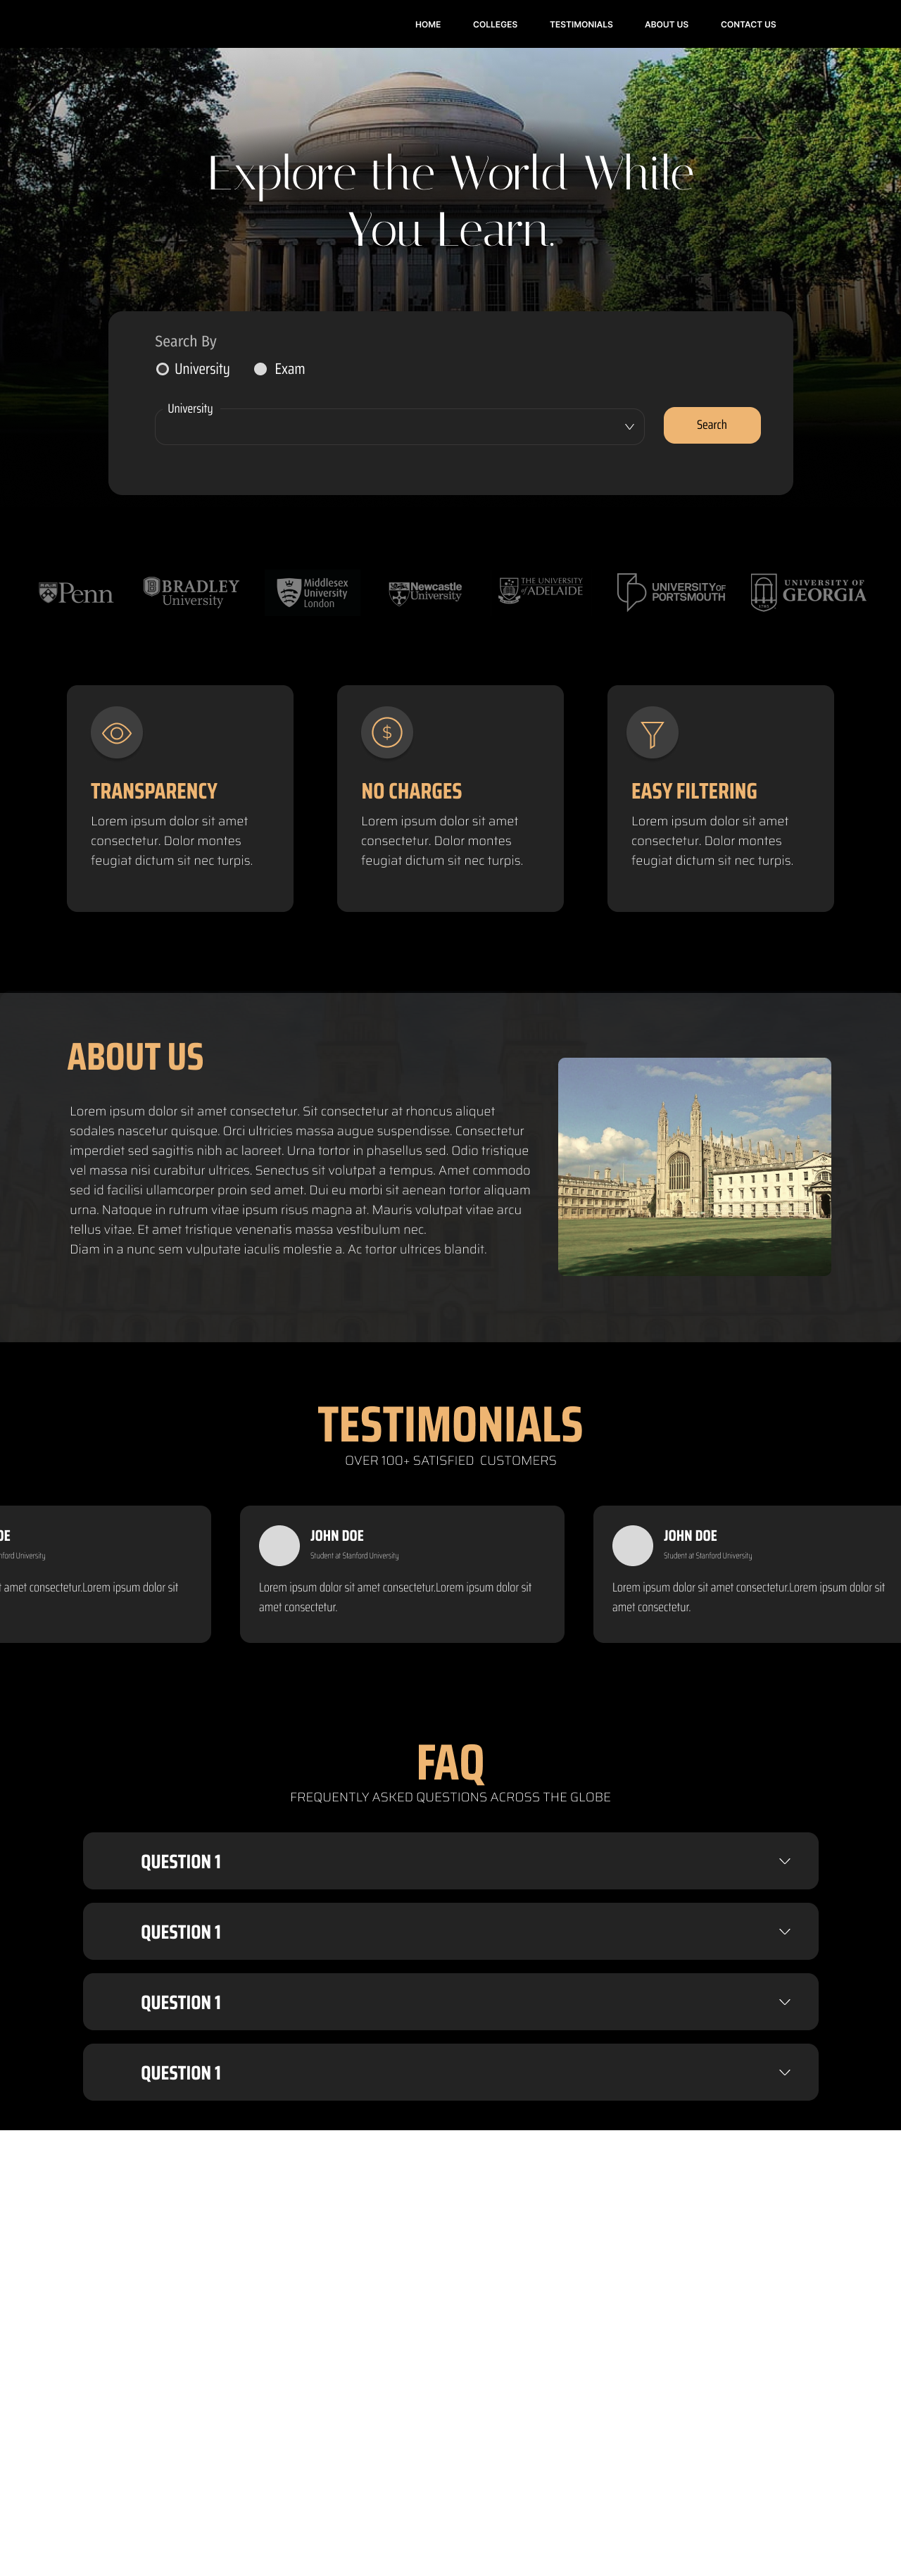 HOME COLLEGES TESTIMONIALS ABOUT US CONTACT US
Explore the World While
You Learn.
Search By
University Exam
University
Search
Penn
BRADLEY
University
Middlesex
University
London
Newcastle
University
THE UNIVERSITY
of ADELAIDE
UNIVERSITY OF
PORTSMOUTH
1785
UNIVERSITY OF
GEORGIA
$
TRANSPARENCY
Lorem ipsum dolor sit amet
consectetur. Dolor montes
feugiat dictum sit nec turpis.
NO CHARGES
Lorem ipsum dolor sit amet
consectetur. Dolor montes
feugiat dictum sit nec turpis.
EASY FILTERING
Lorem ipsum dolor sit amet
consectetur. Dolor montes
feugiat dictum sit nec turpis.
ABOUT US
Lorem ipsum dolor sit amet consectetur. Sit consectetur at rhoncus aliquet
sodales nascetur quisque. Orci ultricies massa augue suspendisse. Consectetur
imperdiet sed sagittis nibh ac laoreet. Urna tortor in phasellus sed. Odio tristique
vel massa nisi curabitur ultrices. Senectus sit volutpat a tempus. Amet commodo
sed id facilisi ullamcorper proin sed amet. Dui eu morbi sit aenean tortor aliquam
urna. Natoque in rutrum vitae ipsum risus magna at. Mauris volutpat vitae arcu
tellus vitae. Et amet tristique venenatis massa vestibulum nec.
Diam in a nunc sem vulputate iaculis molestie a. Ac tortor ultrices blandit.
TESTIMONIALS
OVER 100+ SATISFIED CUSTOMERS
OE
nford University
t amet consectetur.Lorem ipsum dolor sit
JOHN DOE
Student at Stanford University
Lorem ipsum dolor sit amet consectetur.Lorem ipsum dolor sit
amet consectetur.
JOHN DOE
Student at Stanford University
Lorem ipsum dolor sit amet consectetur.Lorem ipsum dolor sit
amet consectetur.
FAQ
FREQUENTLY ASKED QUESTIONS ACROSS THE GLOBE
QUESTION 1
QUESTION 1
QUESTION 1
QUESTION 1